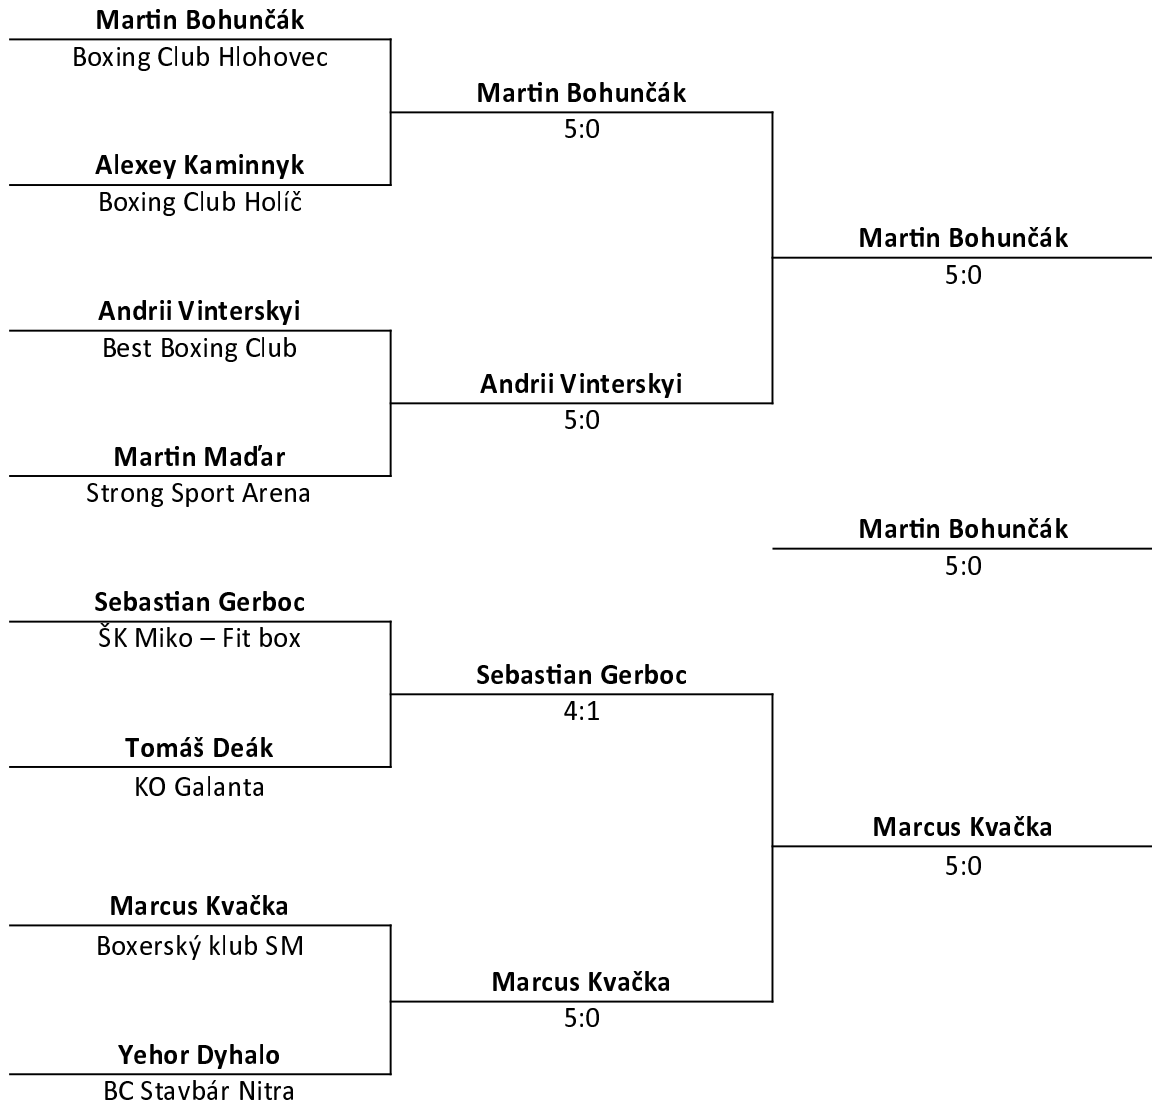 Martin Bohunčák
Boxing Club Hlohovec
Martin Bohunčák
5:0
Alexey Kaminnyk
Boxing Club Holíč
Martin Bohunčák
5:0
Andrii Vinterskyi
Best Boxing Club
Andrii Vinterskyi
5:0
Martin Maďar
Strong Sport Arena
Martin Bohunčák
5:0
Sebastian Gerboc
ŠK Miko – Fit box
Sebastian Gerboc
4:1
Tomáš Deák
KO Galanta
Marcus Kvačka
5:0
Marcus Kvačka
Boxerský klub SM
Marcus Kvačka
5:0
Yehor Dyhalo
BC Stavbár Nitra